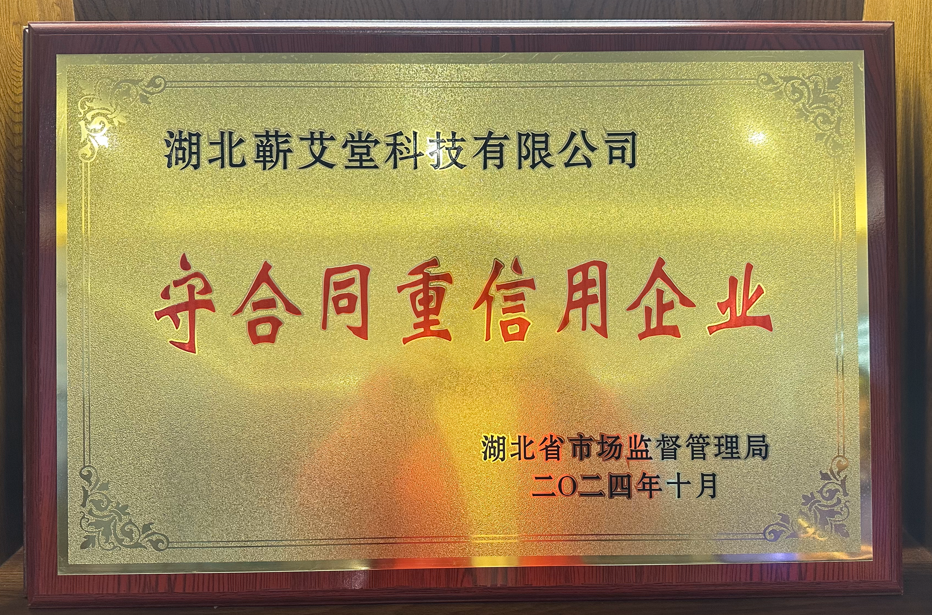 湖北蕲艾堂科技有限公司
守合同重信用企业
湖北省市场监督管理局
二〇二四年十月